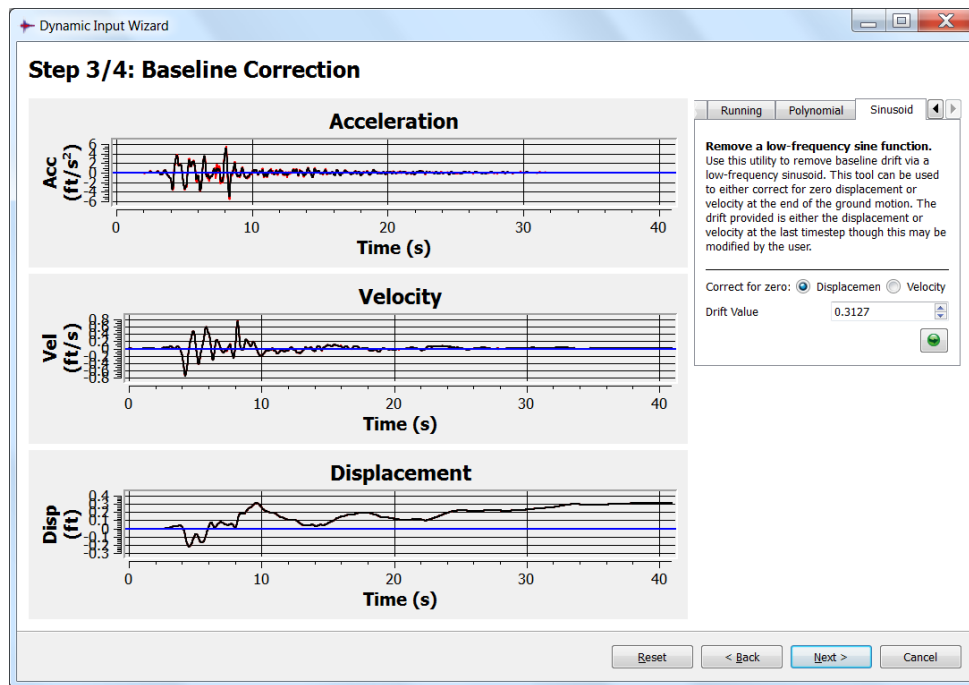 Dynamic Input Wizard
Step 3/4: Baseline Correction
Acceleration
Acc
(ft/s²)
6
4
2
0
-2
-4
-6
0 10 20 30 40
Time (s)
Velocity
Vel
(ft/s)
0.8
0.6
0.4
0.2
0
-0.2
-0.4
-0.6
-0.8
0 10 20 30 40
Time (s)
Displacement
Disp
(ft)
0.4
0.3
0.2
0.1
0
-0.1
-0.2
-0.3
0 10 20 30 40
Time (s)
Running Polynomial Sinusoid
Remove a low-frequency sine function.
Use this utility to remove baseline drift via a
low-frequency sinusoid. This tool can be used
to either correct for zero displacement or
velocity at the end of the ground motion. The
drift provided is either the displacement or
velocity at the last timestep though this may be
modified by the user.
Correct for zero: Displacemen Velocity
Drift Value 0.3127
Reset < Back Next > Cancel